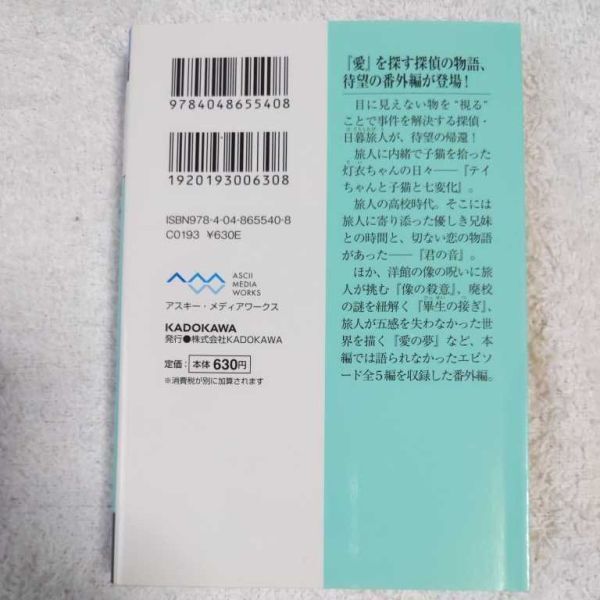 9784048655408
1920193006308
ISBN978-4-04-865540-8
C0193 ¥630E
ASCII
MEDIA
WORKS
アスキー・メディアワークス
KADOKAWA
発行●株式会社KADOKAWA
定価：本体630円
※消費税が別に加算されます
『愛』を探す探偵の物語、
待望の番外編が登場！
目に見えない物を“視る”
ことで事件を解決する探偵・
日暮旅人が、待望の帰還！
旅人に内緒で子猫を拾った
灯衣ちゃんの日々――『テイ
ちゃんと子猫と七変化』。
旅人の高校時代。そこには
旅人に寄り添った優しき兄妹
との時間と、切ない恋の物語
があった――『君の音』。
ほか、洋館の像の呪いに旅
人が挑む『像の殺意』、廃校
の謎を紐解く『畢生の接ぎ』、
旅人が五感を失わなかった世
界を描く『愛の夢』など、本
編では語られなかったエピソ
ード全5編を収録した番外編。